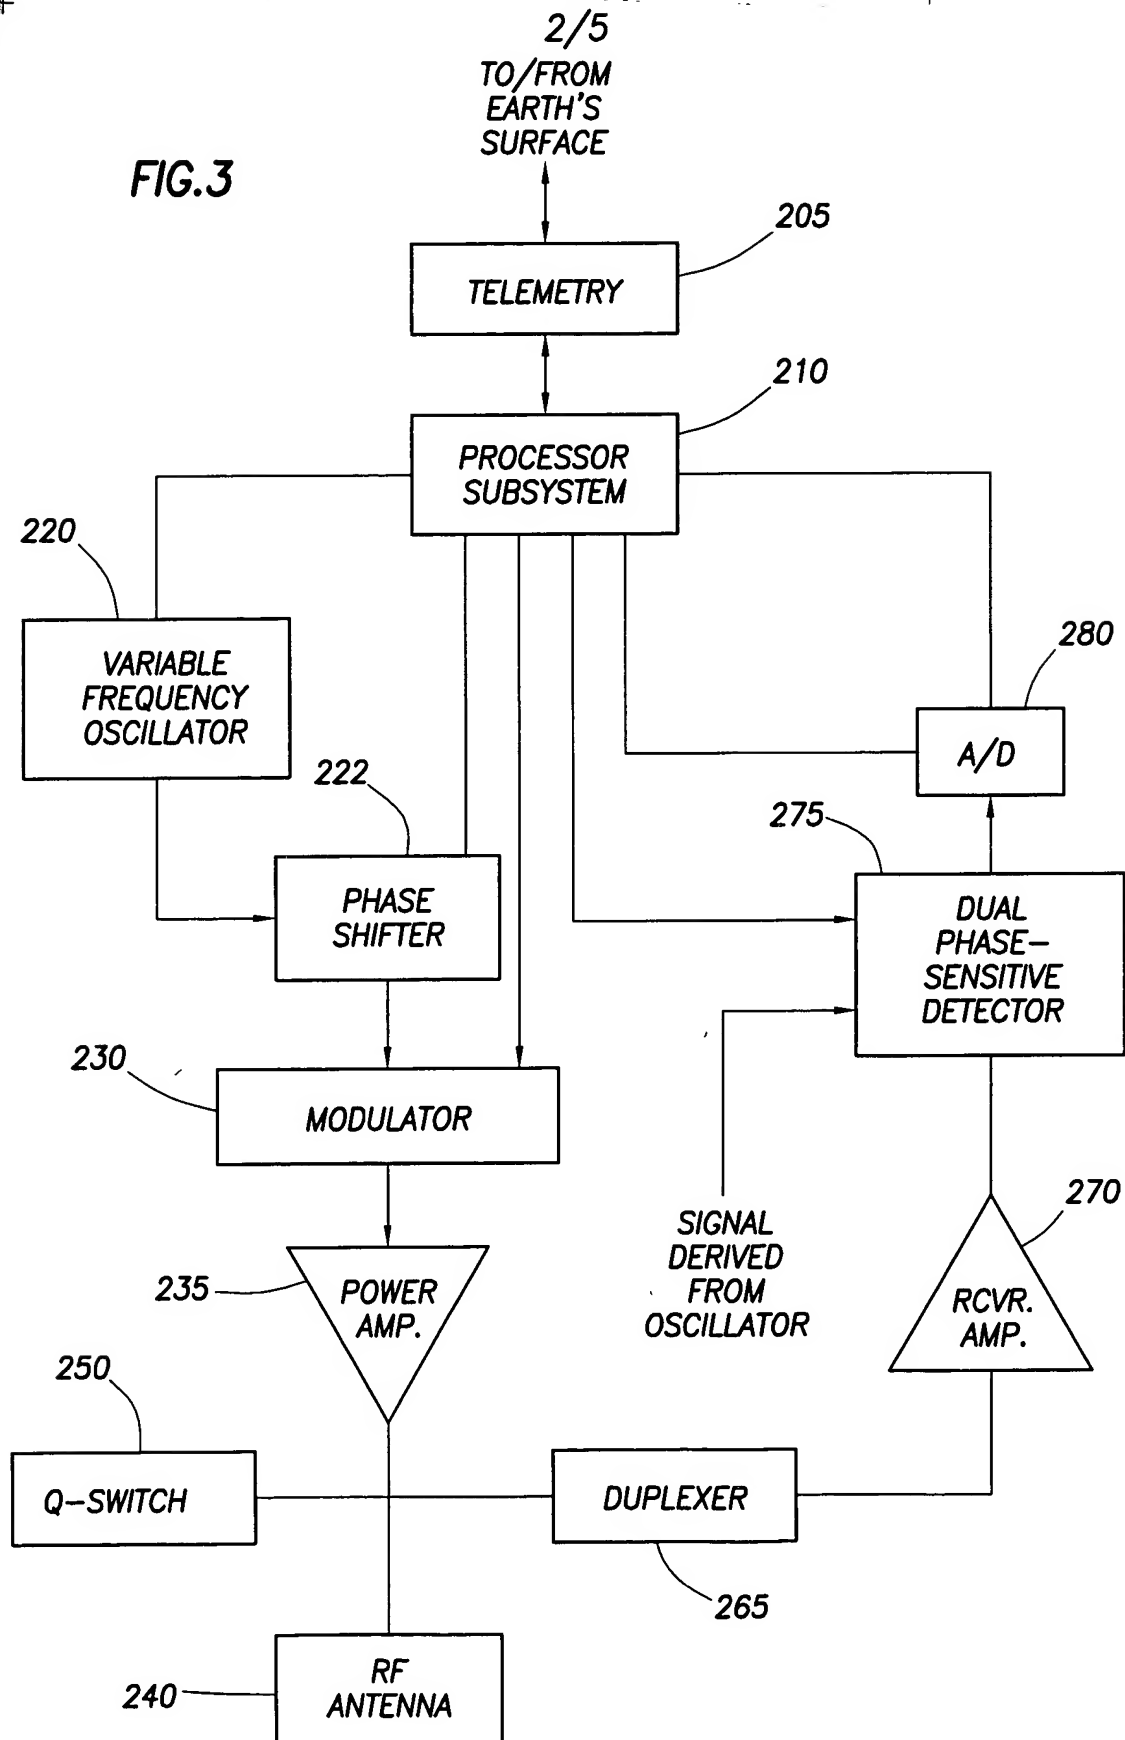 2/5
TO/FROM
EARTH'S
SURFACE
FIG.3
205
TELEMETRY
210
PROCESSOR
SUBSYSTEM
220
VARIABLE
FREQUENCY
OSCILLATOR
280
A/D
222
PHASE
SHIFTER
275
DUAL
PHASE-
SENSITIVE
DETECTOR
230
MODULATOR
SIGNAL
DERIVED
FROM
OSCILLATOR
270
RCVR.
AMP.
235
POWER
AMP.
250
Q-SWITCH
DUPLEXER
265
240
RF
ANTENNA